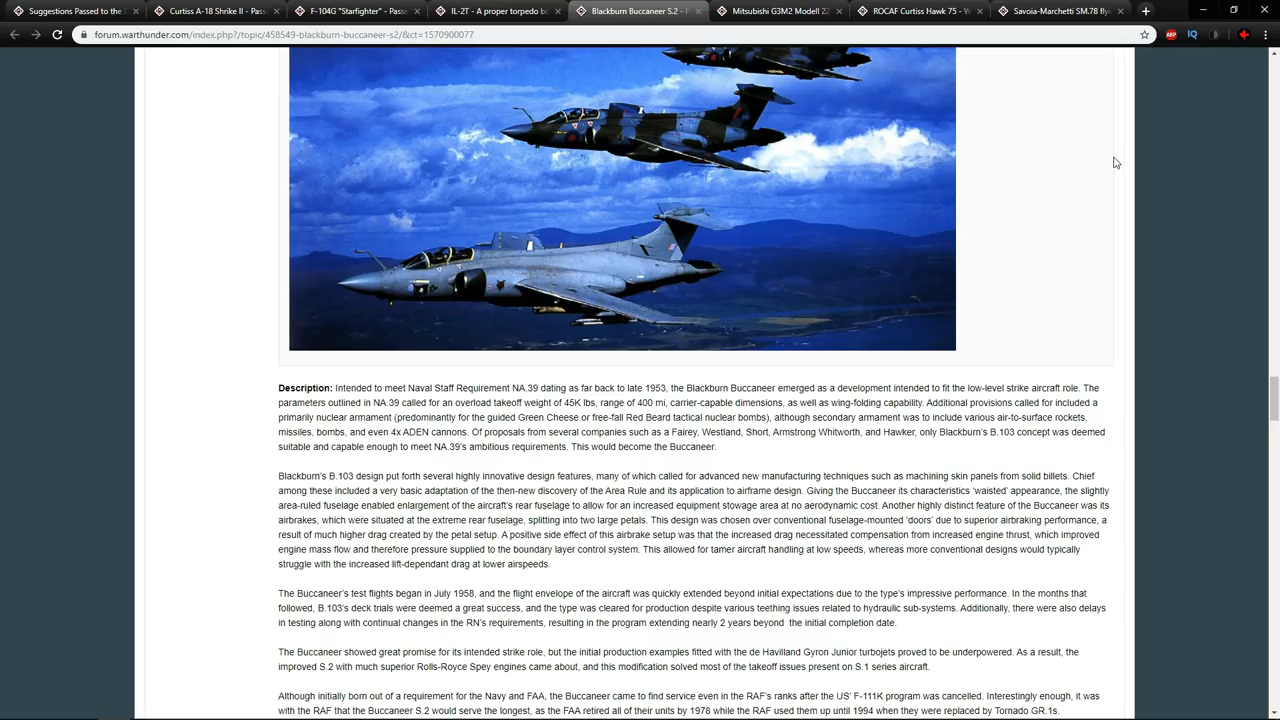 Suggestions Passed to the D
Curtiss A-18 Shrike II - Passe
F-104G "Starfighter" - Passe
IL-2T - A proper torpedo bo
Blackburn Buccaneer S.2 - P
Mitsubishi G3M2 Modell 22
ROCAF Curtiss Hawk 75 - W
Savoia-Marchetti SM.78 flyi
forum.warthunder.com/index.php?/topic/458549-blackburn-buccaneer-s2/&ct=1570900077
ABP
IQ
Description: Intended to meet Naval Staff Requirement NA.39 dating as far back to late 1953, the Blackburn Buccaneer emerged as a development intended to fit the low-level strike aircraft role. The
parameters outlined in NA.39 called for an overload takeoff weight of 45K lbs, range of 400 mi, carrier-capable dimensions, as well as wing-folding capability. Additional provisions called for included a
primarily nuclear armament (predominantly for the guided Green Cheese or free-fall Red Beard tactical nuclear bombs), although secondary armament was to include various air-to-surface rockets,
missiles, bombs, and even 4x ADEN cannons. Of proposals from several companies such as a Fairey, Westland, Short, Armstrong Whitworth, and Hawker, only Blackburn's B.103 concept was deemed
suitable and capable enough to meet NA.39's ambitious requirements. This would become the Buccaneer.
Blackburn's B.103 design put forth several highly innovative design features, many of which called for advanced new manufacturing techniques such as machining skin panels from solid billets. Chief
among these included a very basic adaptation of the then-new discovery of the Area Rule and its application to airframe design. Giving the Buccaneer its characteristics 'waisted' appearance, the slightly
area-ruled fuselage enabled enlargement of the aircraft's rear fuselage to allow for an increased equipment stowage area at no aerodynamic cost. Another highly distinct feature of the Buccaneer was its
airbrakes, which were situated at the extreme rear fuselage, splitting into two large petals. This design was chosen over conventional fuselage-mounted 'doors' due to superior airbraking performance, a
result of much higher drag created by the petal setup. A positive side effect of this airbrake setup was that the increased drag necessitated compensation from increased engine thrust, which improved
engine mass flow and therefore pressure supplied to the boundary layer control system. This allowed for tamer aircraft handling at low speeds, whereas more conventional designs would typically
struggle with the increased lift-dependant drag at lower airspeeds.
The Buccaneer's test flights began in July 1958, and the flight envelope of the aircraft was quickly extended beyond initial expectations due to the type's impressive performance. In the months that
followed, B.103's deck trials were deemed a great success, and the type was cleared for production despite various teething issues related to hydraulic sub-systems. Additionally, there were also delays
in testing along with continual changes in the RN's requirements, resulting in the program extending nearly 2 years beyond the initial completion date.
The Buccaneer showed great promise for its intended strike role, but the initial production examples fitted with the de Havilland Gyron Junior turbojets proved to be underpowered. As a result, the
improved S.2 with much superior Rolls-Royce Spey engines came about, and this modification solved most of the takeoff issues present on S.1 series aircraft.
Although initially born out of a requirement for the Navy and FAA, the Buccaneer came to find service even in the RAF's ranks after the US' F-111K program was cancelled. Interestingly enough, it was
with the RAF that the Buccaneer S.2 would serve the longest, as the FAA retired all of their units by 1978 while the RAF used them up until 1994 when they were replaced by Tornado GR.1s.